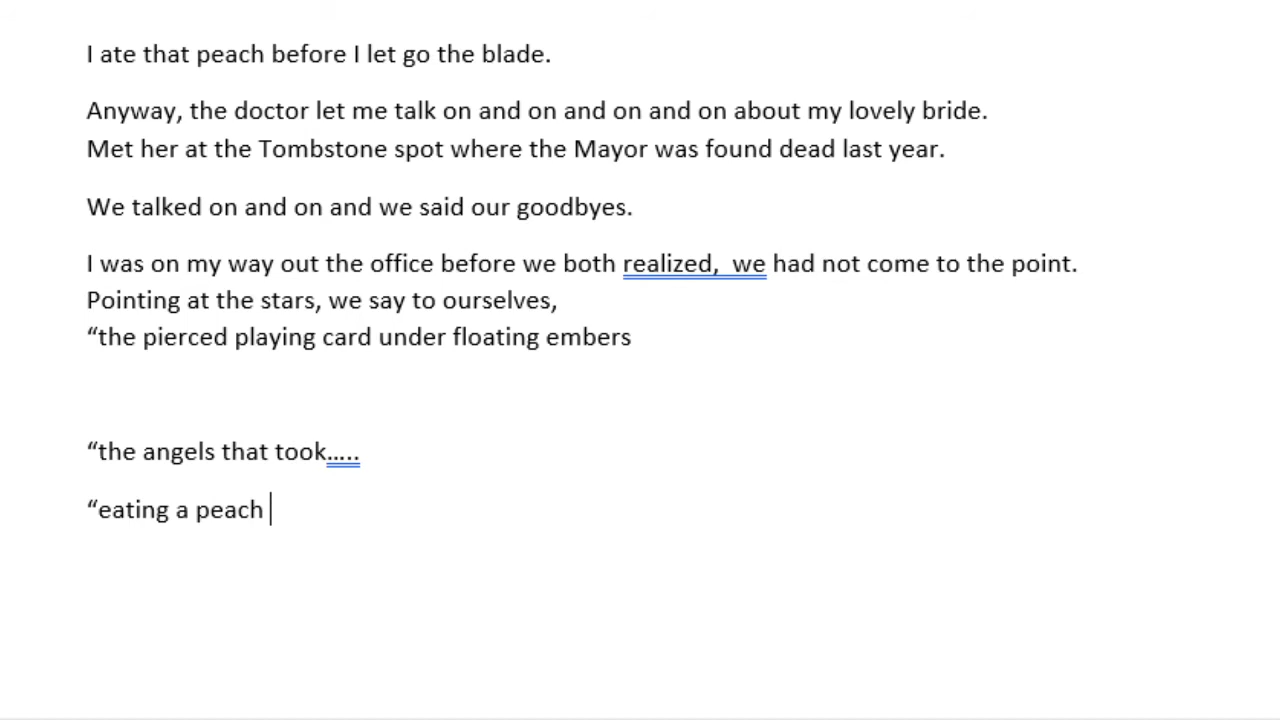 I ate that peach before I let go the blade.
Anyway, the doctor let me talk on and on and on and on about my lovely bride.
Met her at the Tombstone spot where the Mayor was found dead last year.
We talked on and on and we said our goodbyes.
I was on my way out the office before we both realized,  we had not come to the point.
Pointing at the stars, we say to ourselves,
“the pierced playing card under floating embers
“the angels that took…..
“eating a peach